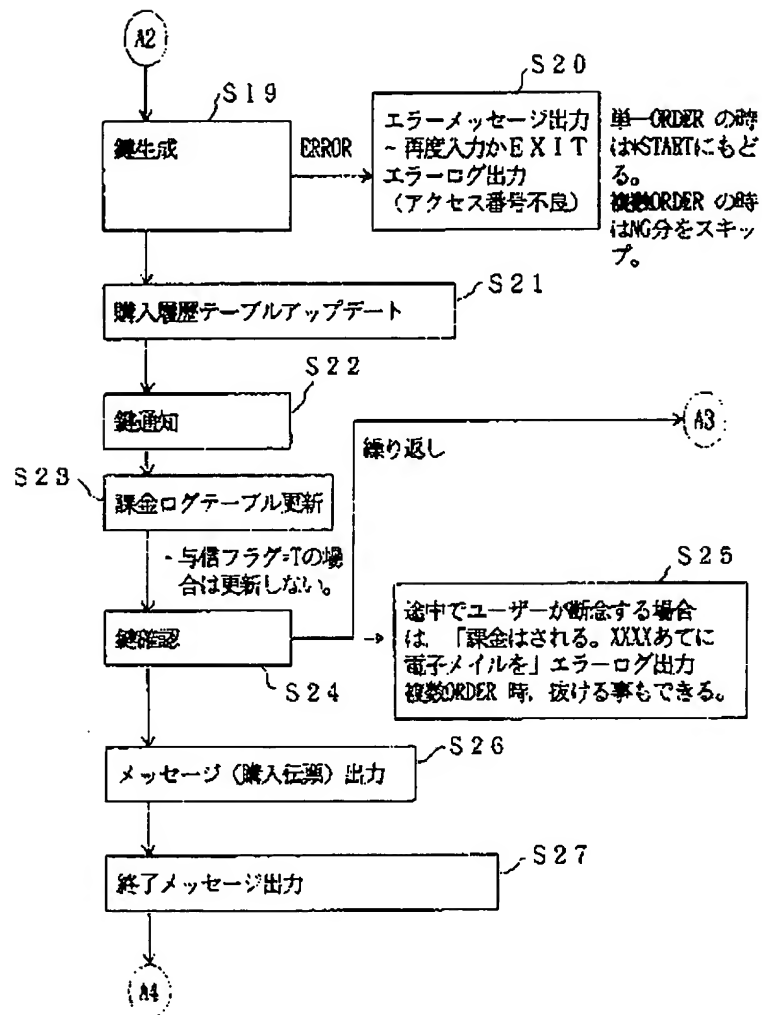 A2
S19
鍵生成
ERROR
S20
エラーメッセージ出力
~再度入力かEXIT
エラーログ出力
(アクセス番号不良)
単一ORDER の時
は*STARTにもど
る。
複数ORDER の時
はNG分をスキッ
プ。
S21
購入履歴テーブルアップデート
S22
鍵通知
A3
繰り返し
S23
課金ログテーブル更新
・与信フラグ=Tの場
合は更新しない。
鍵確認
S24
S25
途中でユーザーが断念する場合
は、「課金はされる。XXXXあてに
電子メイルを」エラーログ出力
複数ORDER 時、抜ける事もできる。
S26
メッセージ(購入伝票)出力
S27
終了メッセージ出力
A4